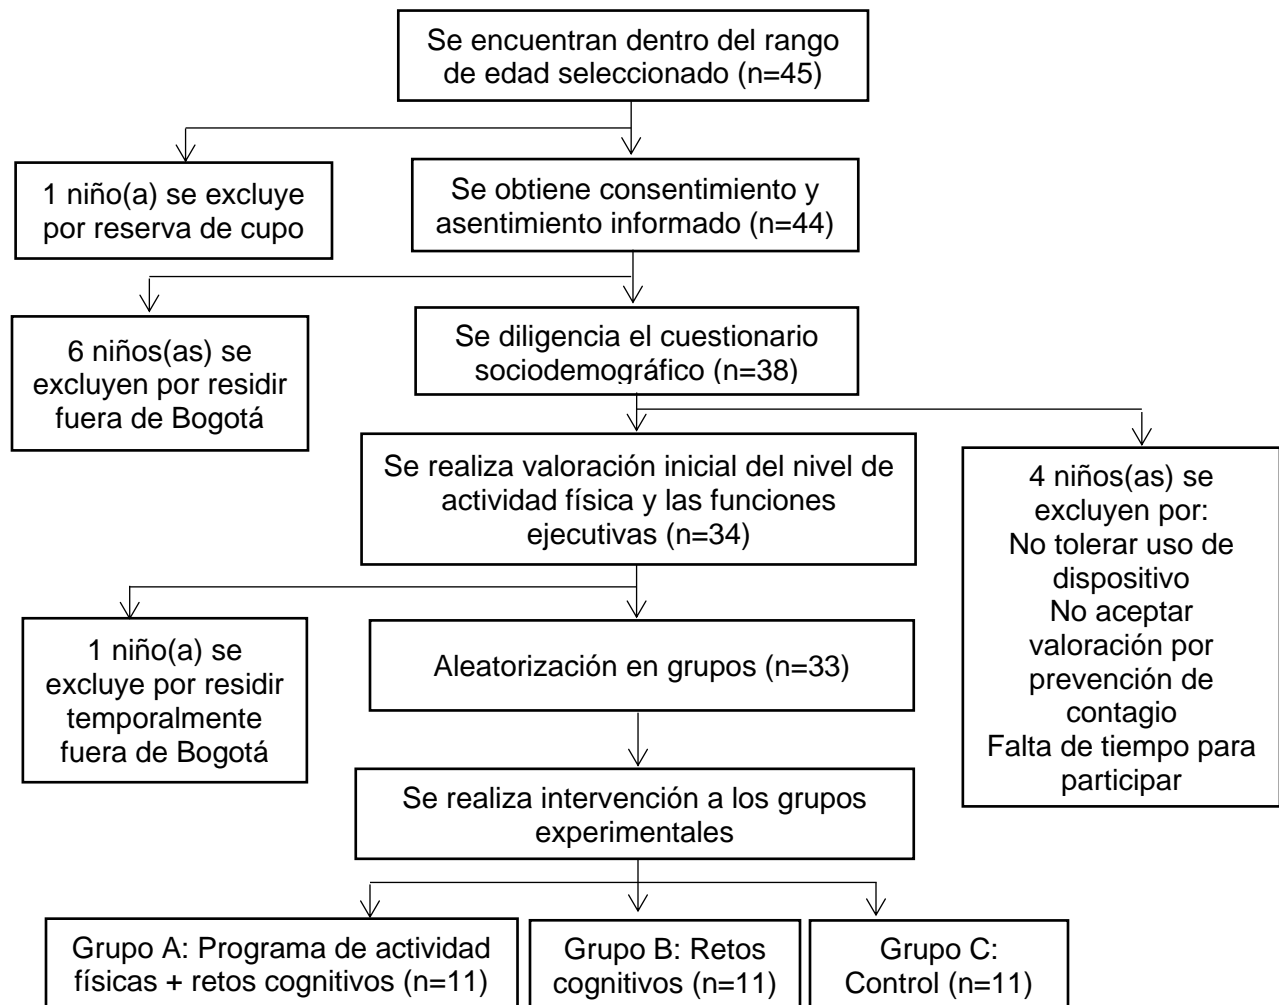 Se encuentran dentro del rango
de edad seleccionado (n=45)
1 niño(a) se excluye
por reserva de cupo
Se obtiene consentimiento y
asentimiento informado (n=44)
6 niños(as) se
excluyen por residir
fuera de Bogotá
Se diligencia el cuestionario
sociodemográfico (n=38)
Se realiza valoración inicial del nivel de
actividad física y las funciones
ejecutivas (n=34)
4 niños(as) se
excluyen por:
No tolerar uso de
dispositivo
No aceptar
valoración por
prevención de
contagio
Falta de tiempo para
participar
1 niño(a) se
excluye por residir
temporalmente
fuera de Bogotá
Aleatorización en grupos (n=33)
Se realiza intervención a los grupos
experimentales
Grupo A: Programa de actividad
físicas + retos cognitivos (n=11)
Grupo B: Retos
cognitivos (n=11)
Grupo C:
Control (n=11)